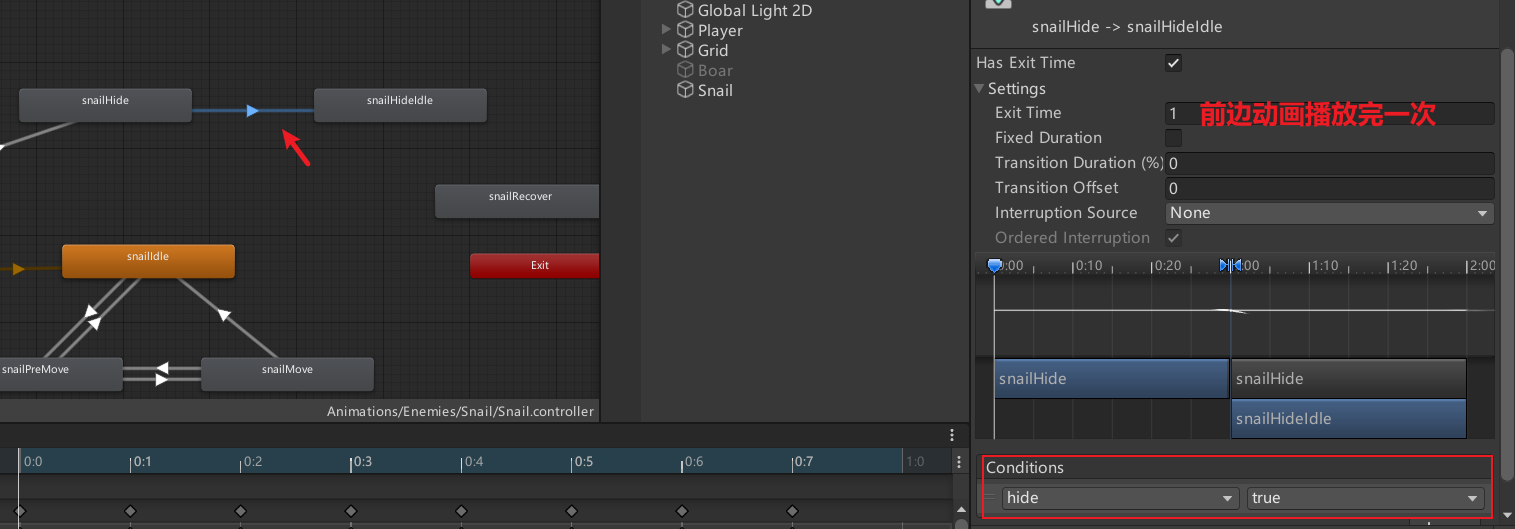 snailHide
snailHideIdle
snailRecover
snailIdle
Exit
snailPreMove
snailMove
Animations/Enemies/Snail/Snail.controller
0:0
0:1
0:2
0:3
0:4
0:5
0:6
0:7
1:0
Global Light 2D
Player
Grid
Boar
Snail
snailHide -> snailHideIdle
Has Exit Time
Settings
Exit Time 1 前边动画播放完一次
Fixed Duration
Transition Duration (%) 0
Transition Offset 0
Interruption Source None
Ordered Interruption
0:00 0:10 0:20 1:00 1:10 1:20 2:00
snailHide snailHide
snailHideIdle
Conditions
hide true